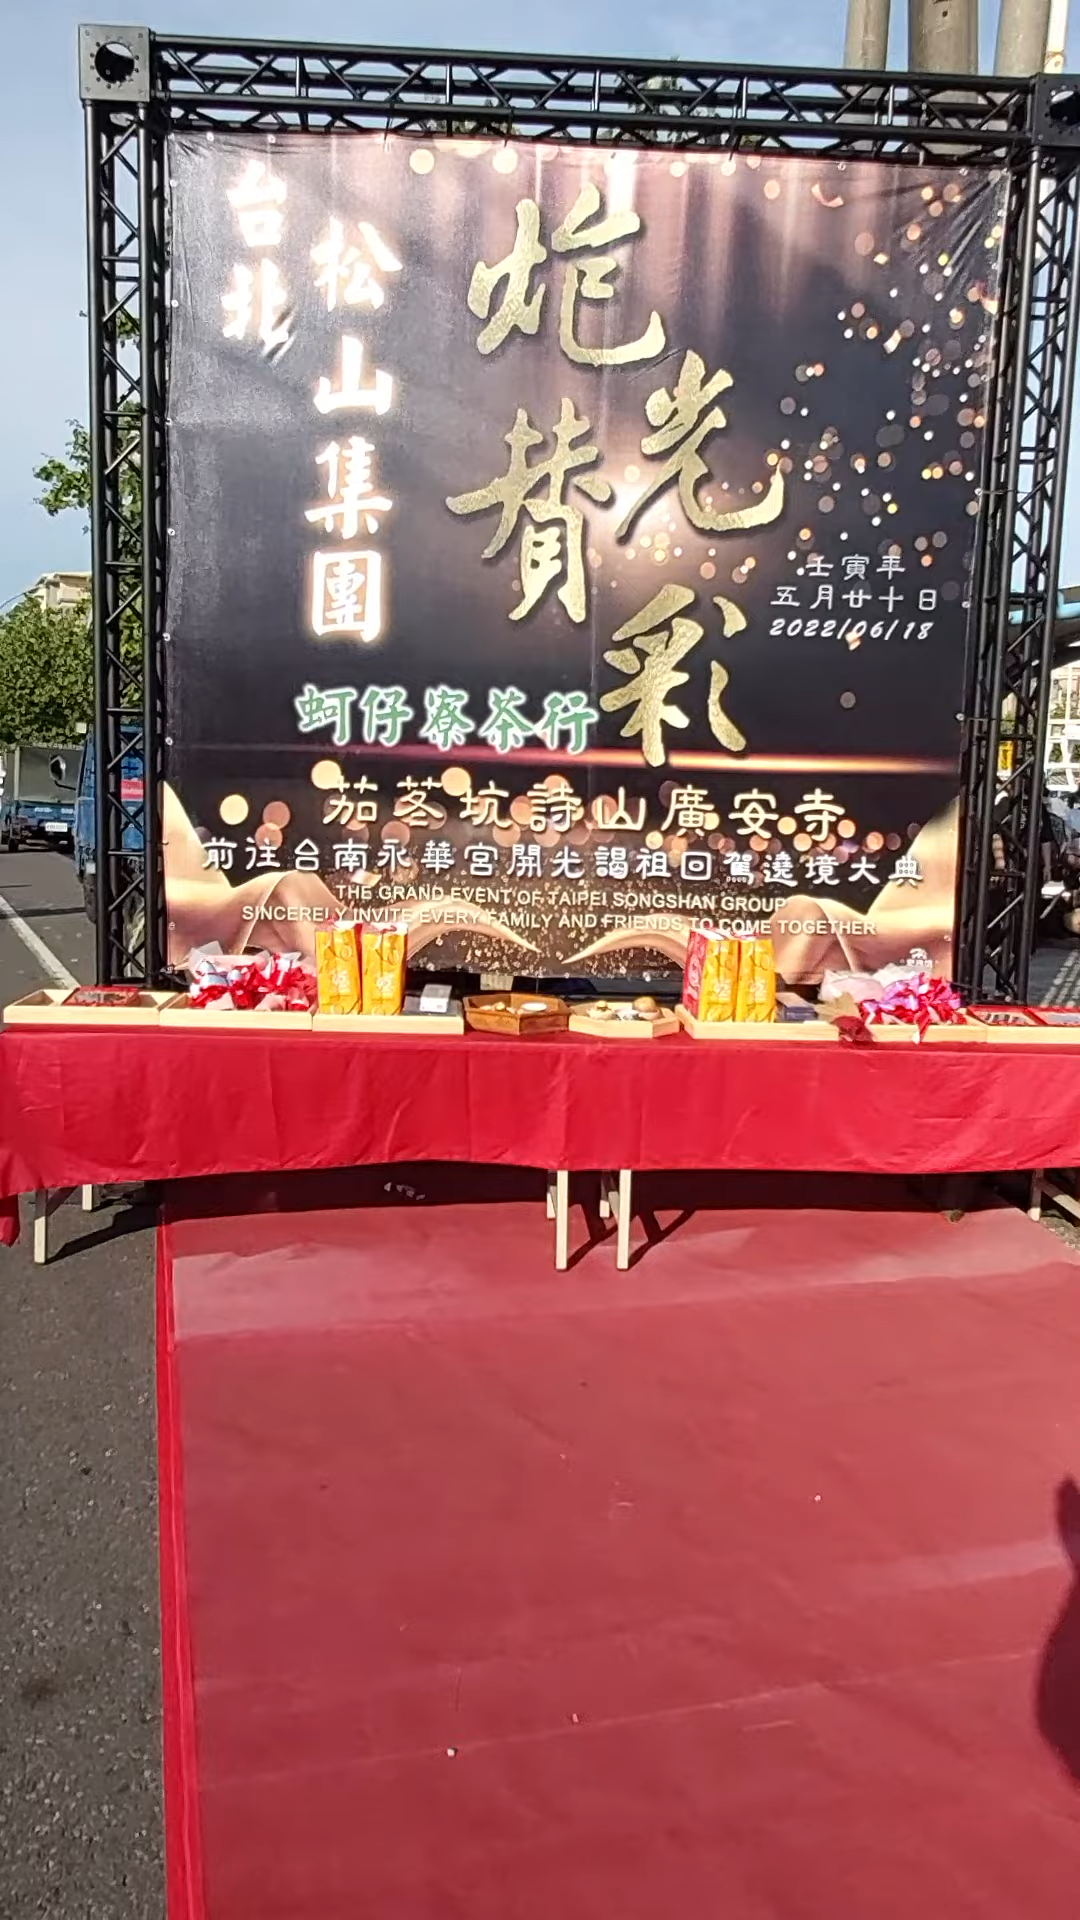 台北
松山集團
炮光贊彩
壬寅年
五月廿十日
2022/06/18
蚵仔寮茶行
茄苳坑詩山廣安寺
前往台南永華宮開光謁祖回駕遶境大典
THE GRAND EVENT OF TAIPEI SONGSHAN GROUP
SINCERELY INVITE EVERY FAMILY AND FRIENDS TO COME TOGETHER